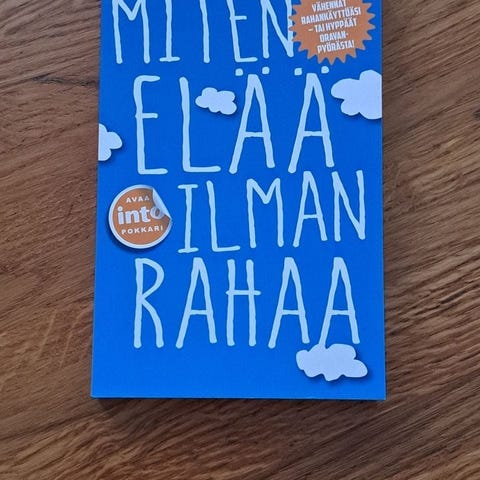 MITEN
VÄHENNÄT
RAHANKÄYTTÖÄSI
– TAI HYPPÄÄT
ORAVAN-
PYÖRÄSTÄ!
ELÄÄ
ILMAN
AVAA
into
POKKARI
RAHAA